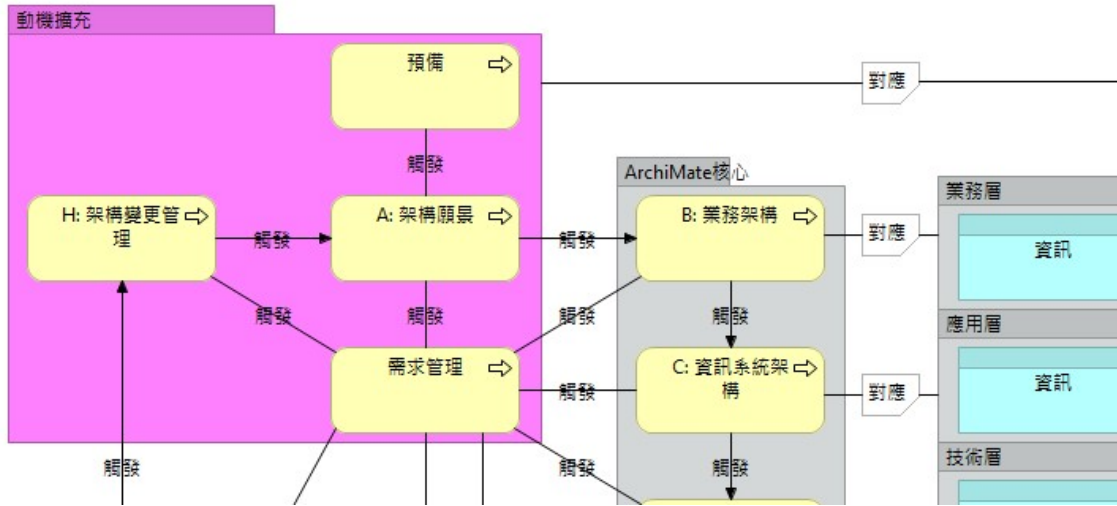 動機擴充
預備
對應
觸發
ArchiMate核心
業務層
H: 架構變更管
理
觸發
A: 架構願景
觸發
B: 業務架構
對應
資訊
觸發
觸發
觸發
觸發
應用層
需求管理
觸發
C: 資訊系統架
構
對應
資訊
觸發
觸發
觸發
技術層